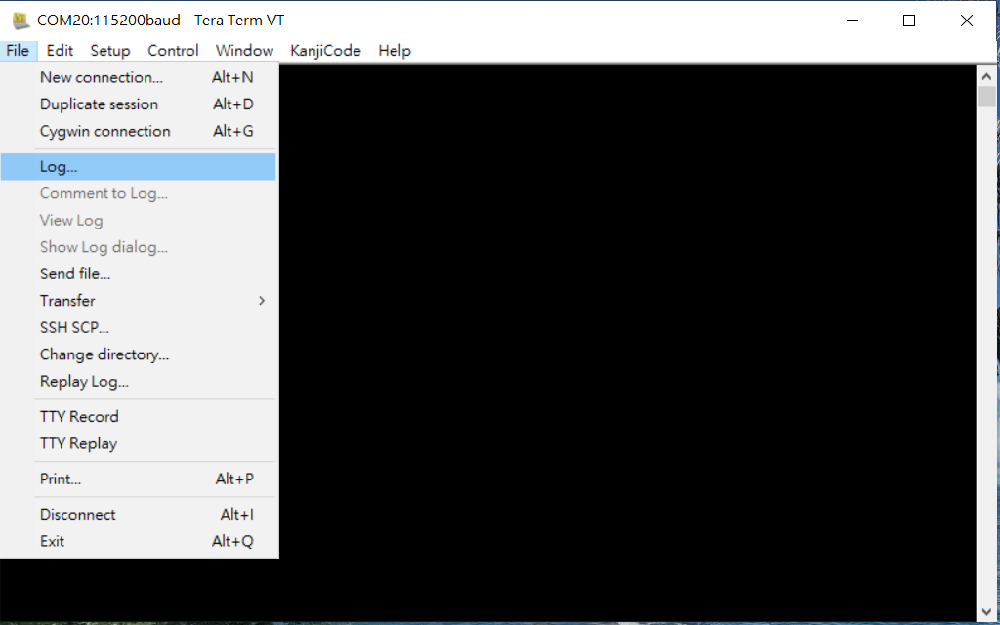 COM20:115200baud - Tera Term VT
File Edit Setup Control Window KanjiCode Help
New connection... Alt+N
Duplicate session Alt+D
Cygwin connection Alt+G
Log...
Comment to Log...
View Log
Show Log dialog...
Send file...
Transfer
SSH SCP...
Change directory...
Replay Log...
TTY Record
TTY Replay
Print... Alt+P
Disconnect Alt+I
Exit Alt+Q